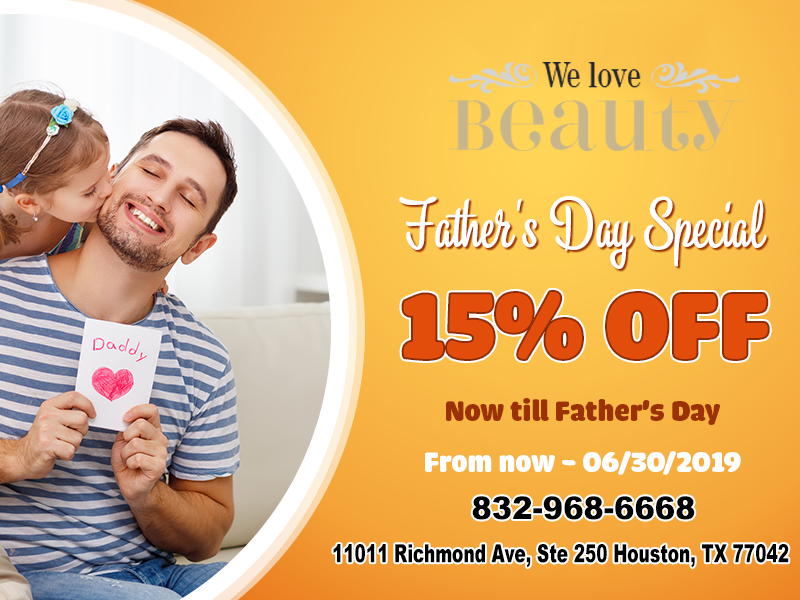 We love
Beauty
Father's Day Special
15% OFF
Now till Father's Day
From now - 06/30/2019
832-968-6668
11011 Richmond Ave, Ste 250 Houston, TX 77042
Daddy